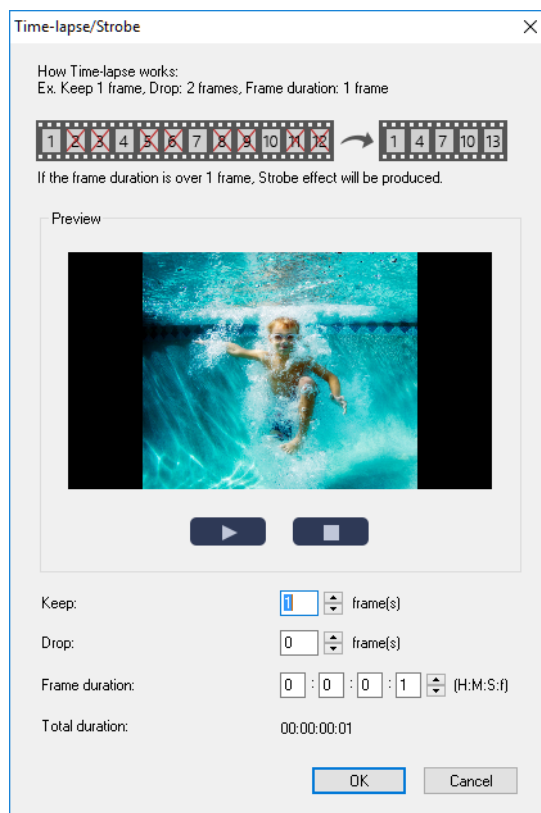 Time-lapse/Strobe
How Time-lapse works:
Ex. Keep 1 frame, Drop: 2 frames, Frame duration: 1 frame
1 2 3 4 5 6 7 8 9 10 11 12 1 4 7 10 13
If the frame duration is over 1 frame, Strobe effect will be produced.
Preview
Keep: 1 frame(s)
Drop: 0 frame(s)
Frame duration: 0 : 0 : 0 : 1 (H:M:S:f)
Total duration: 00:00:00:01
OK Cancel